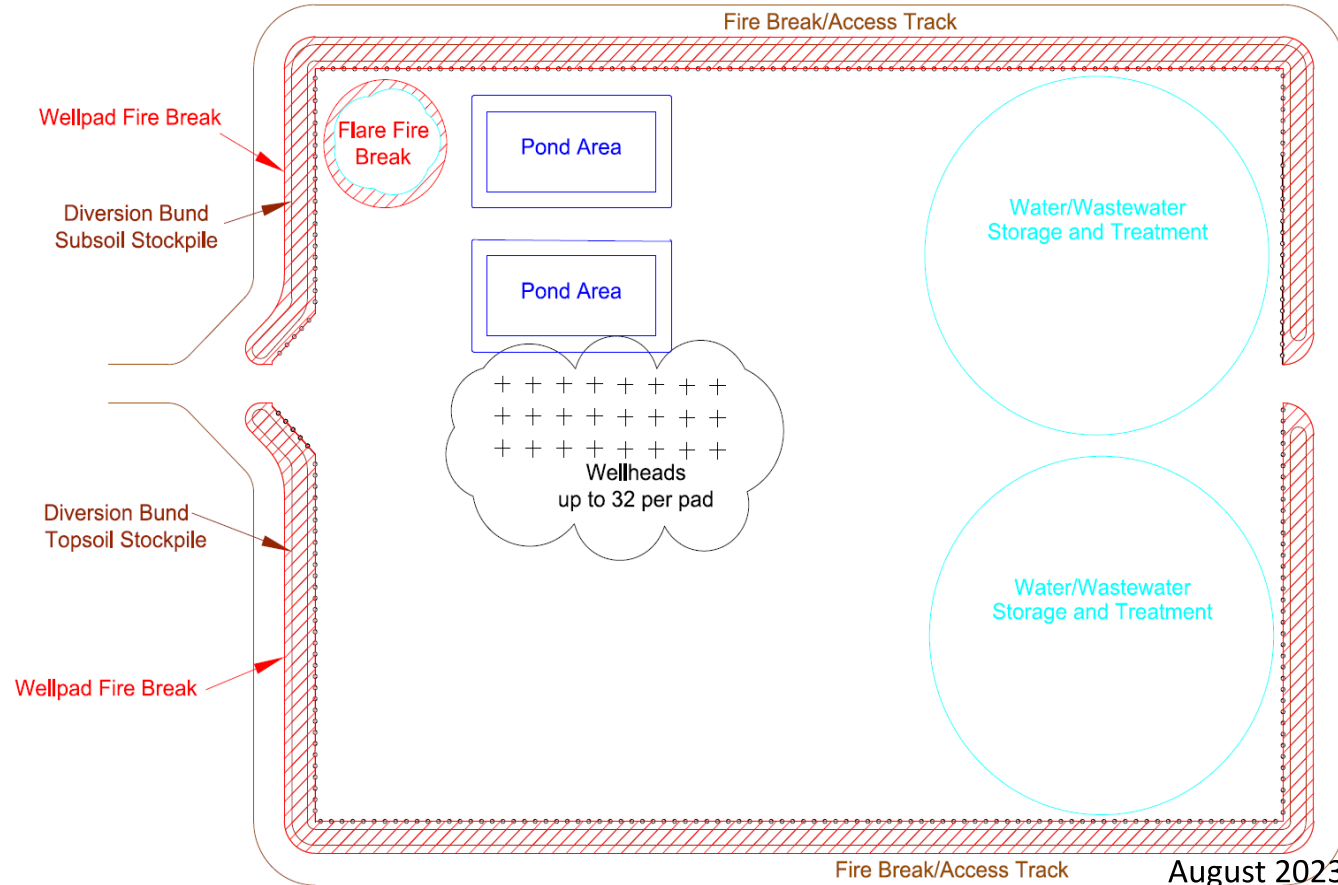 Fire Break/Access Track
Wellpad Fire Break
Flare Fire
Break
Pond Area
Diversion Bund
Subsoil Stockpile
Water/Wastewater
Storage and Treatment
Pond Area
Wellheads
up to 32 per pad
Diversion Bund
Topsoil Stockpile
Water/Wastewater
Storage and Treatment
Wellpad Fire Break
Fire Break/Access Track
August 2023